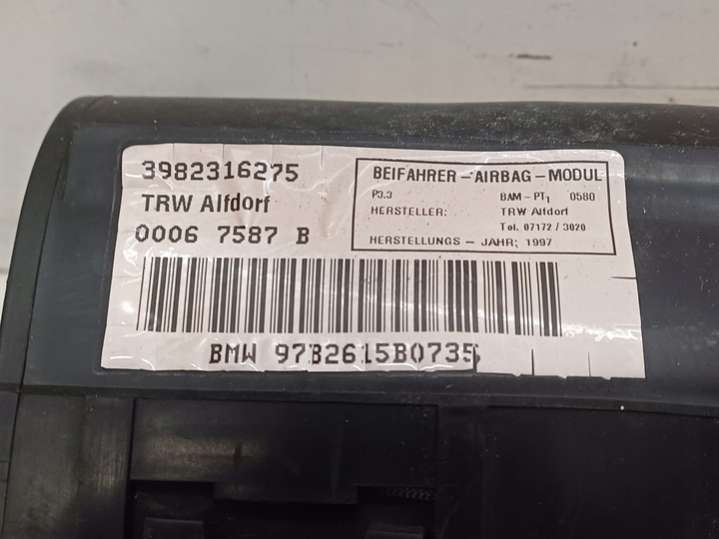 3982316275
TRW Alfdorf
0006 7587 B
BEIFAHRER - AIRBAG - MODUL
P3.3 BAM - PT1 0580
HERSTELLER: TRW Alfdorf
Tel. 07172 / 3020
HERSTELLUNGS - JAHR; 1997
BMW 97B2615B0735